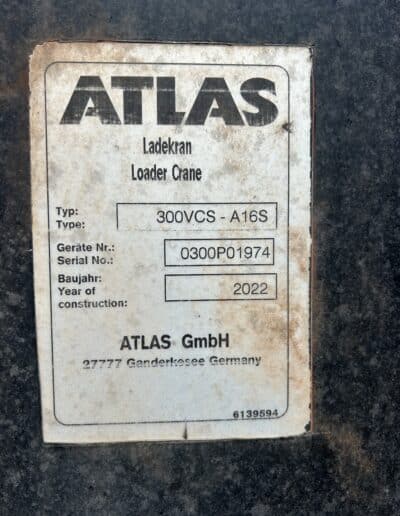 ATLAS
Ladekran
Loader Crane
Typ:
Type:
300VCS - A16S
Geräte Nr.:
Serial No.:
0300P01974
Baujahr:
Year of
construction:
2022
ATLAS GmbH
27777 Ganderkesee Germany
6139594